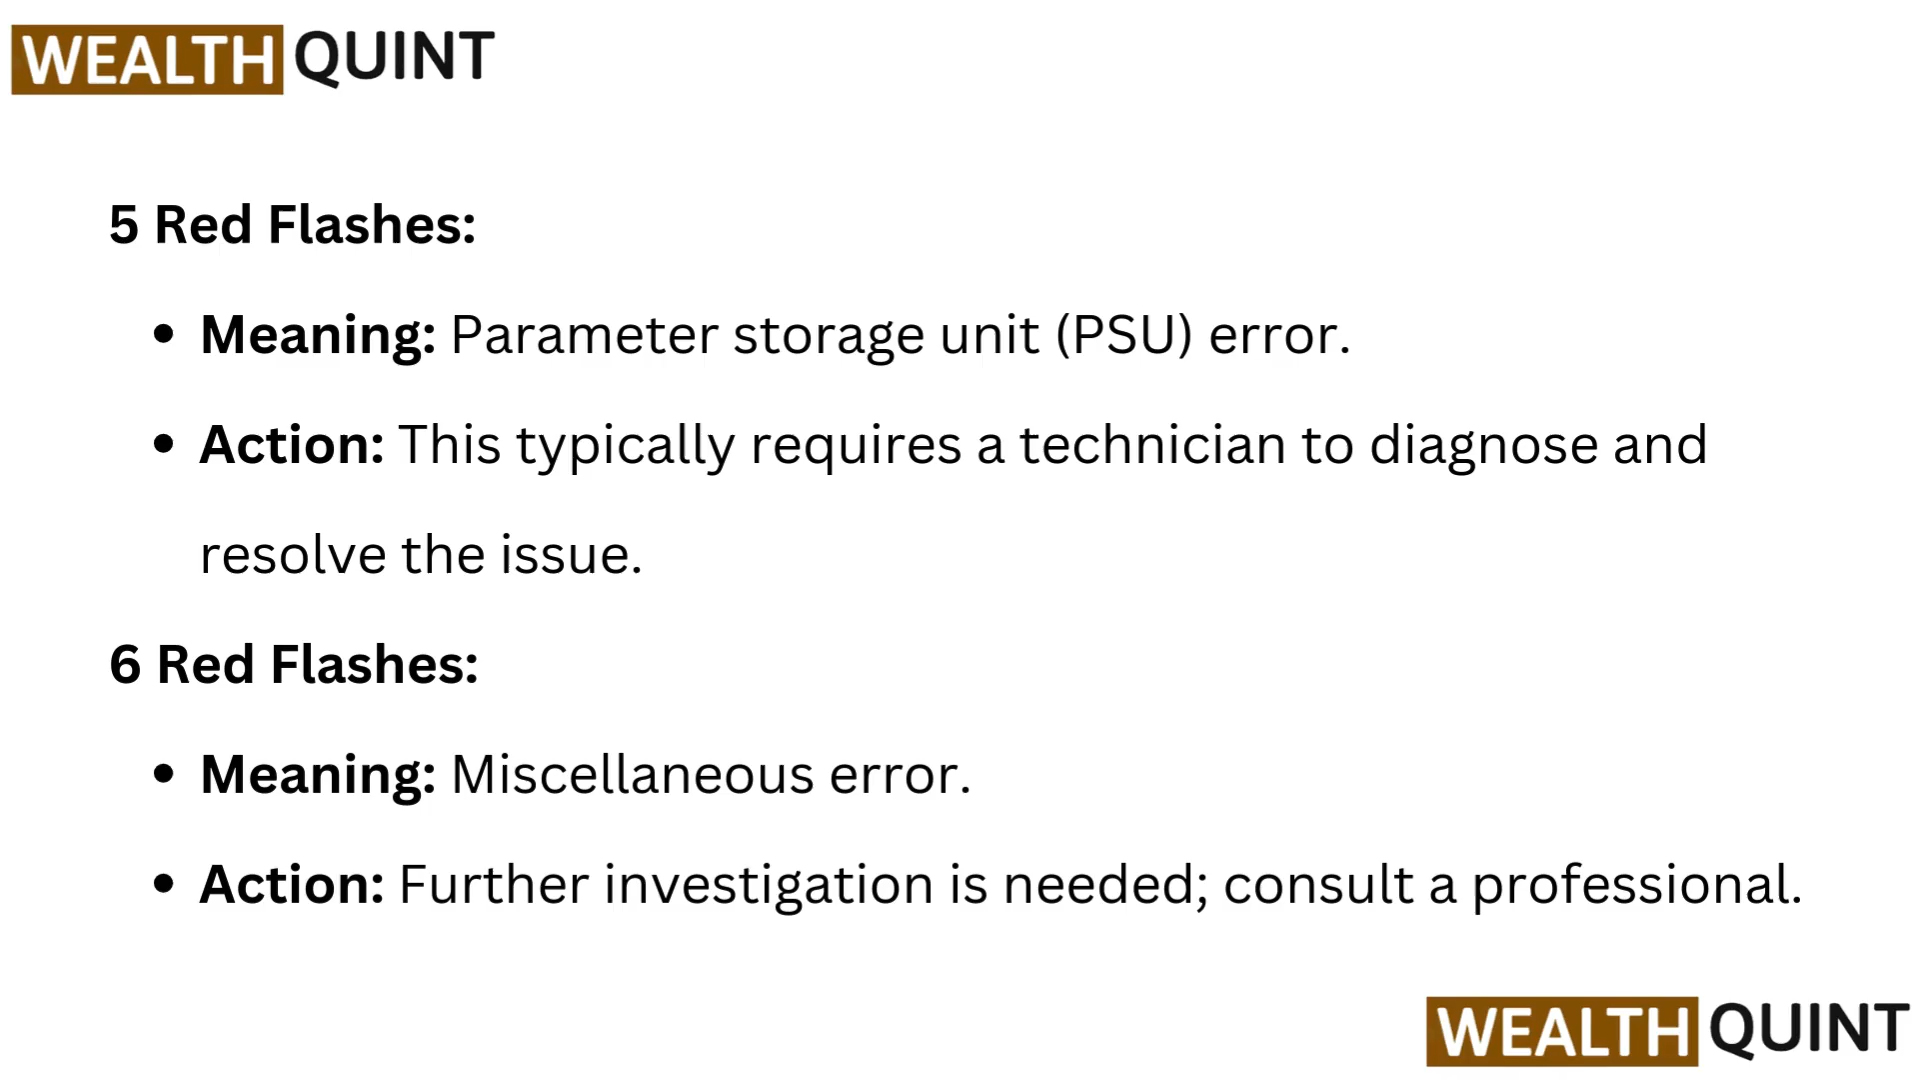 WEALTH QUINT
5 Red Flashes:
• Meaning: Parameter storage unit (PSU) error.
• Action: This typically requires a technician to diagnose and
resolve the issue.
6 Red Flashes:
• Meaning: Miscellaneous error.
• Action: Further investigation is needed; consult a professional.
WEALTH QUINT